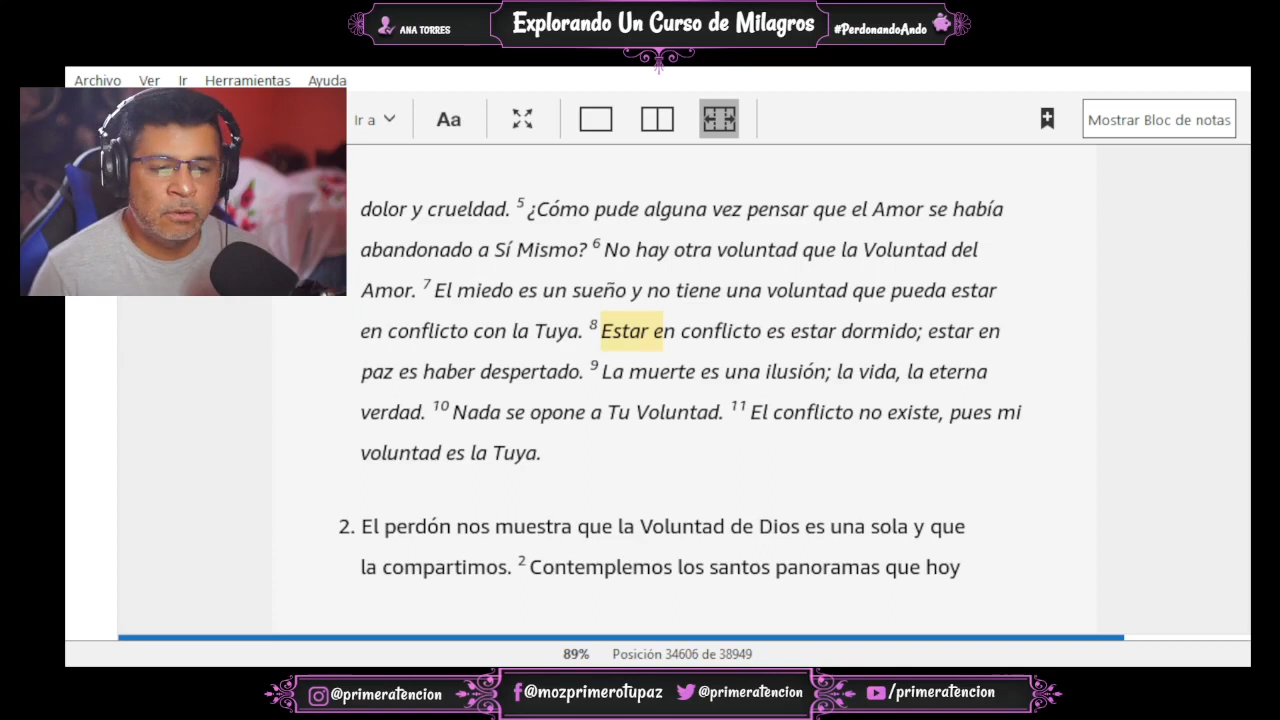 ANA TORRES
Explorando Un Curso de Milagros
#PerdonandoAndo
Archivo Ver Ir Herramientas Ayuda
Ir a Aa Mostrar Bloc de notas
dolor y crueldad. 5 ¿Cómo pude alguna vez pensar que el Amor se había
abandonado a Sí Mismo? 6 No hay otra voluntad que la Voluntad del
Amor. 7 El miedo es un sueño y no tiene una voluntad que pueda estar
en conflicto con la Tuya. 8 Estar en conflicto es estar dormido; estar en
paz es haber despertado. 9 La muerte es una ilusión; la vida, la eterna
verdad. 10 Nada se opone a Tu Voluntad. 11 El conflicto no existe, pues mi
voluntad es la Tuya.
2. El perdón nos muestra que la Voluntad de Dios es una sola y que
la compartimos. 2 Contemplemos los santos panoramas que hoy
89% Posición 34606 de 38949
@primeratencion @mozprimerotupaz @primeratencion /primeratencion